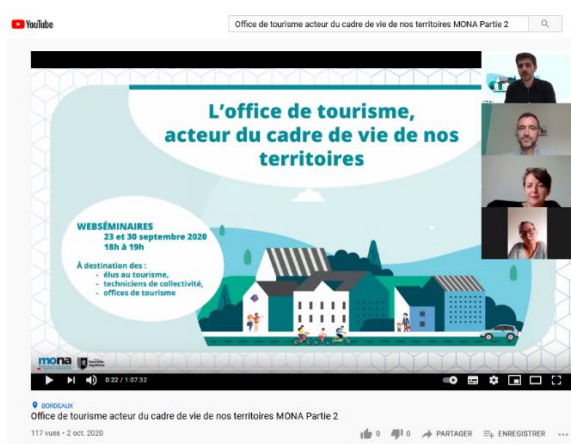 YouTube
Office de tourisme acteur du cadre de vie de nos territoires MONA Partie 2
L'office de tourisme,
acteur du cadre de vie de nos
territoires
WEBSÉMINAIRES
23 et 30 septembre 2020
18h à 19h
À destination des :
- élus au tourisme,
- techniciens de collectivité,
- offices de tourisme
mona
0:22 / 1:07:32
BORDEAUX
Office de tourisme acteur du cadre de vie de nos territoires MONA Partie 2
117 vues • 2 oct. 2020
0 0 PARTAGER ENREGISTRER ...